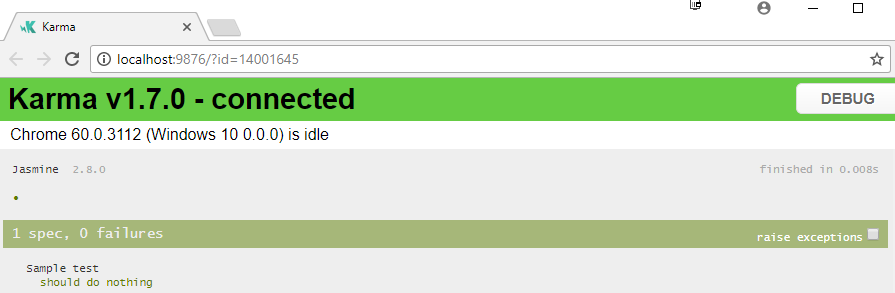 Karma
localhost:9876/?id=14001645
Karma v1.7.0 - connected
DEBUG
Chrome 60.0.3112 (Windows 10 0.0.0) is idle
Jasmine 2.8.0 finished in 0.008s
•
1 spec, 0 failures raise exceptions
Sample test
should do nothing